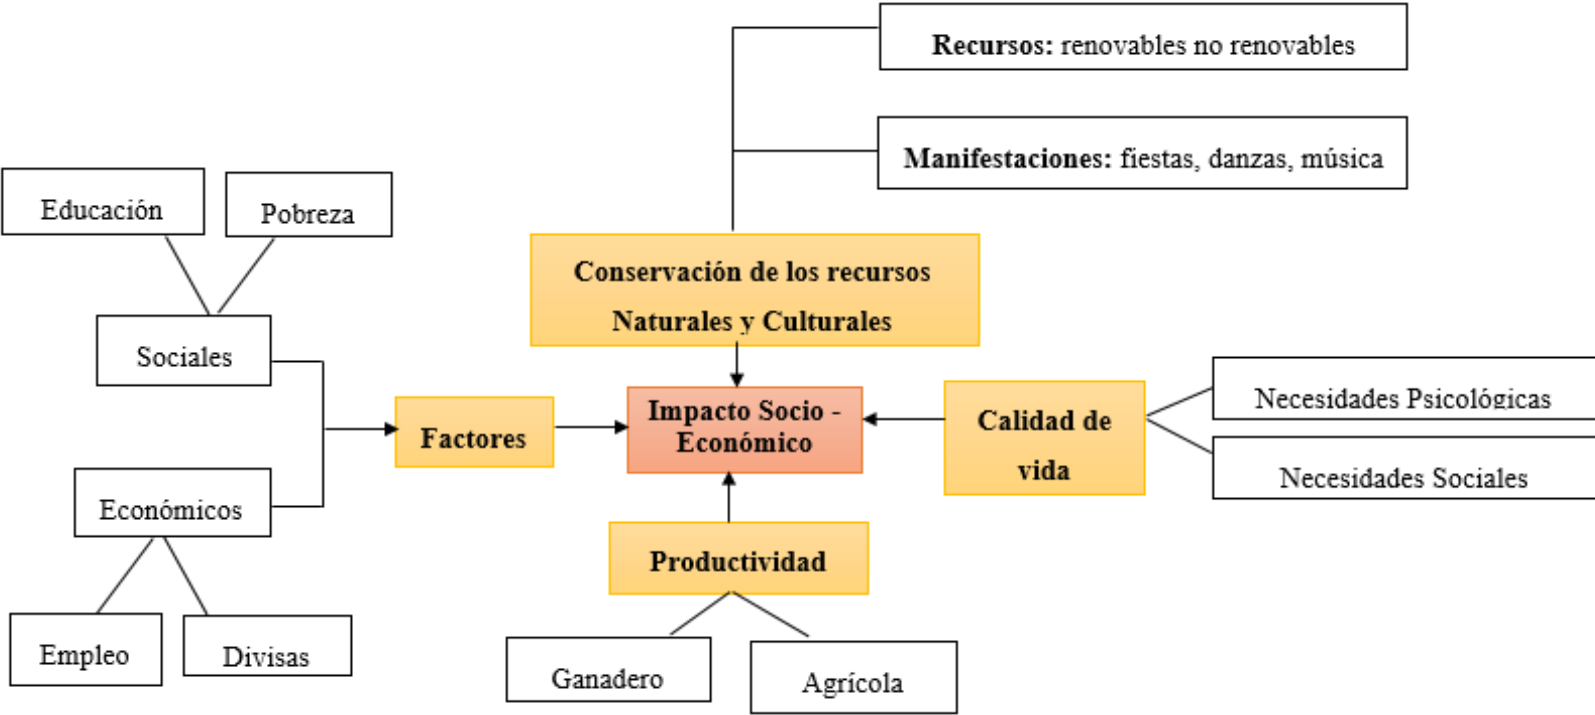 Recursos: renovables no renovables
Manifestaciones: fiestas, danzas, música
Educación
Pobreza
Conservación de los recursos
Naturales y Culturales
Sociales
Impacto Socio -
Económico
Necesidades Psicológicas
Calidad de
vida
Factores
Necesidades Sociales
Económicos
Productividad
Empleo
Divisas
Ganadero
Agrícola